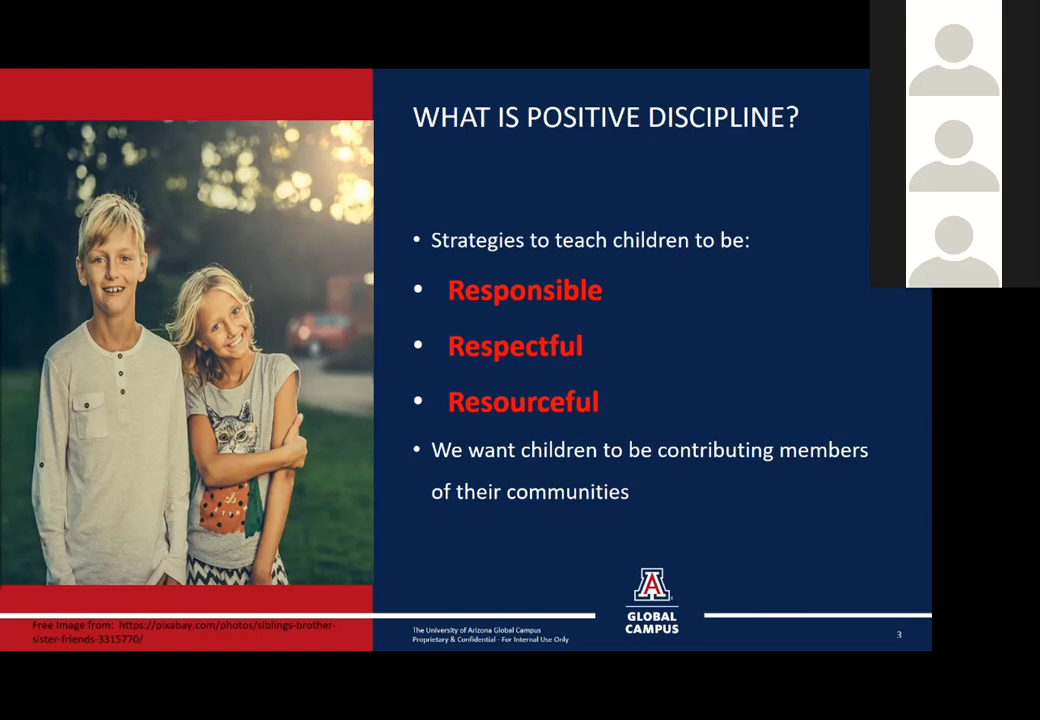 WHAT IS POSITIVE DISCIPLINE?
• Strategies to teach children to be:
• Responsible
• Respectful
• Resourceful
• We want children to be contributing members
of their communities
Free Image from: https://pixabay.com/photos/siblings-brother-
sister-friends-3315770/
The University of Arizona Global Campus
Proprietary & Confidential - For Internal Use Only
A
GLOBAL
CAMPUS
3